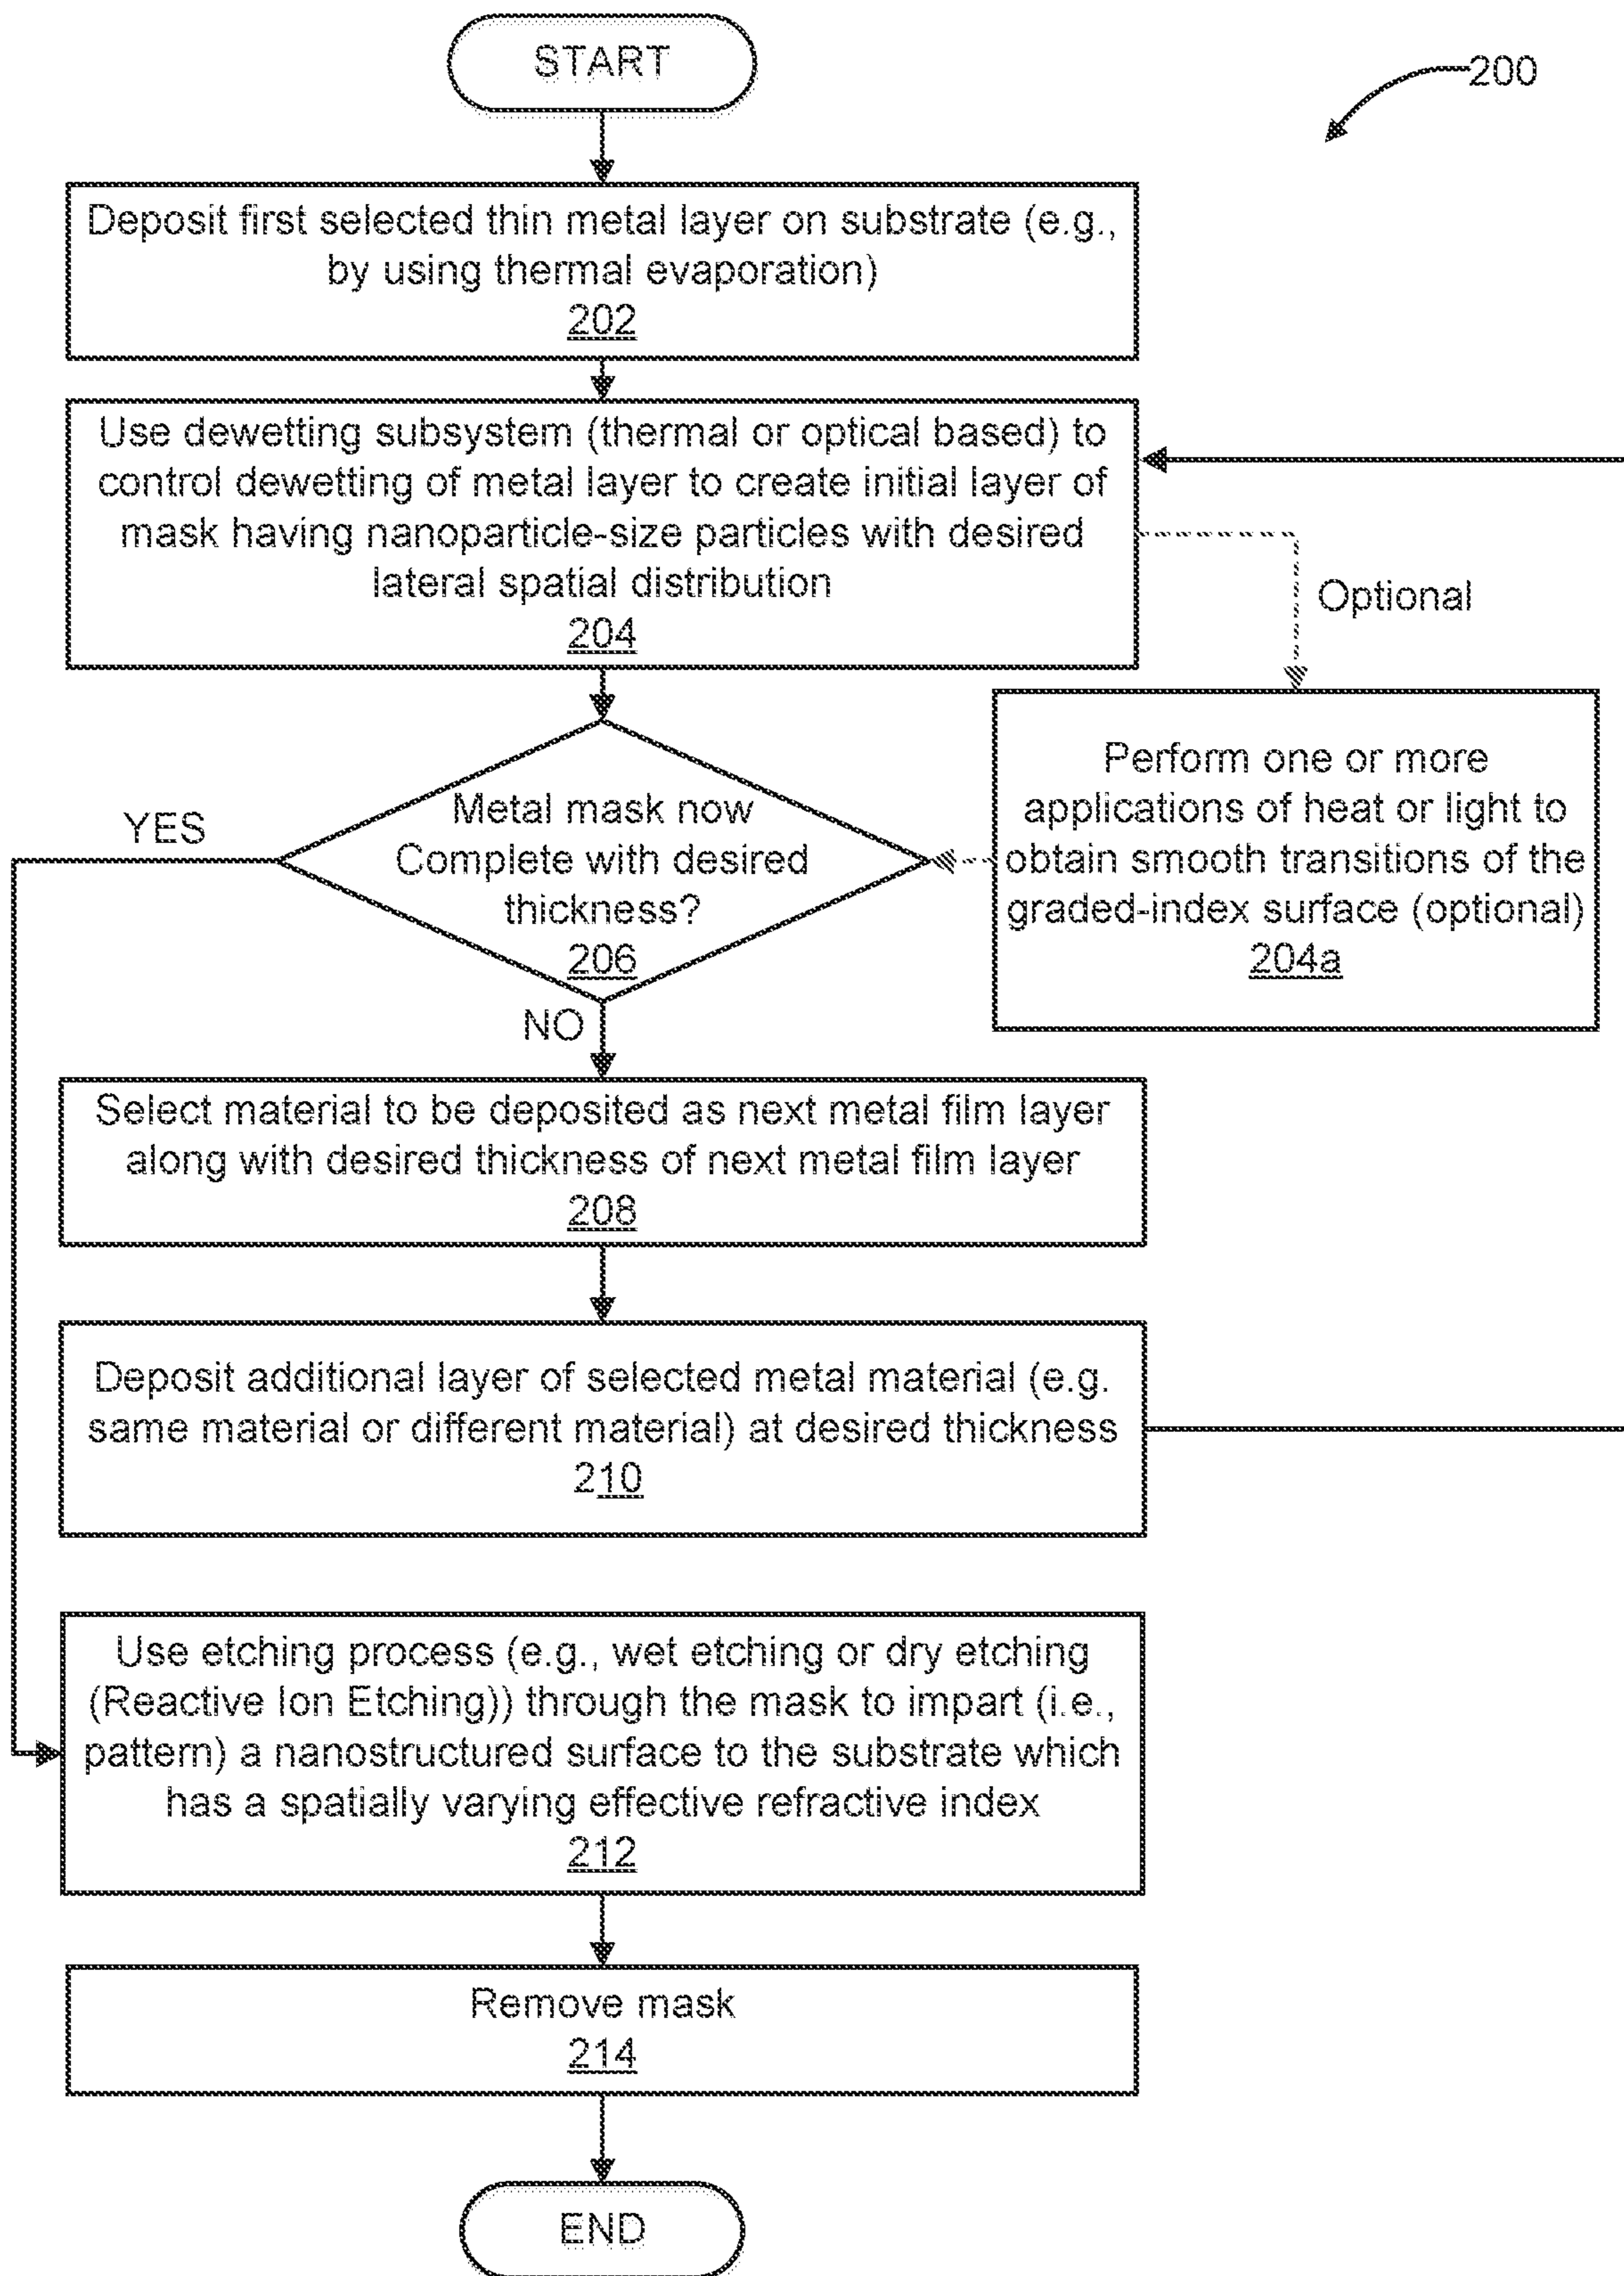 START
200
Deposit first selected thin metal layer on substrate (e.g.,
by using thermal evaporation)
202
Use dewetting subsystem (thermal or optical based) to
control dewetting of metal layer to create initial layer of
mask having nanoparticle-size particles with desired
lateral spatial distribution
204
Optional
Perform one or more
applications of heat or light to
obtain smooth transitions of the
graded-index surface (optional)
204a
Metal mask now
Complete with desired
thickness?
206
YES
NO
Select material to be deposited as next metal film layer
along with desired thickness of next metal film layer
208
Deposit additional layer of selected metal material (e.g.
same material or different material) at desired thickness
210
Use etching process (e.g., wet etching or dry etching
(Reactive Ion Etching)) through the mask to impart (i.e.,
pattern) a nanostructured surface to the substrate which
has a spatially varying effective refractive index
212
Remove mask
214
END